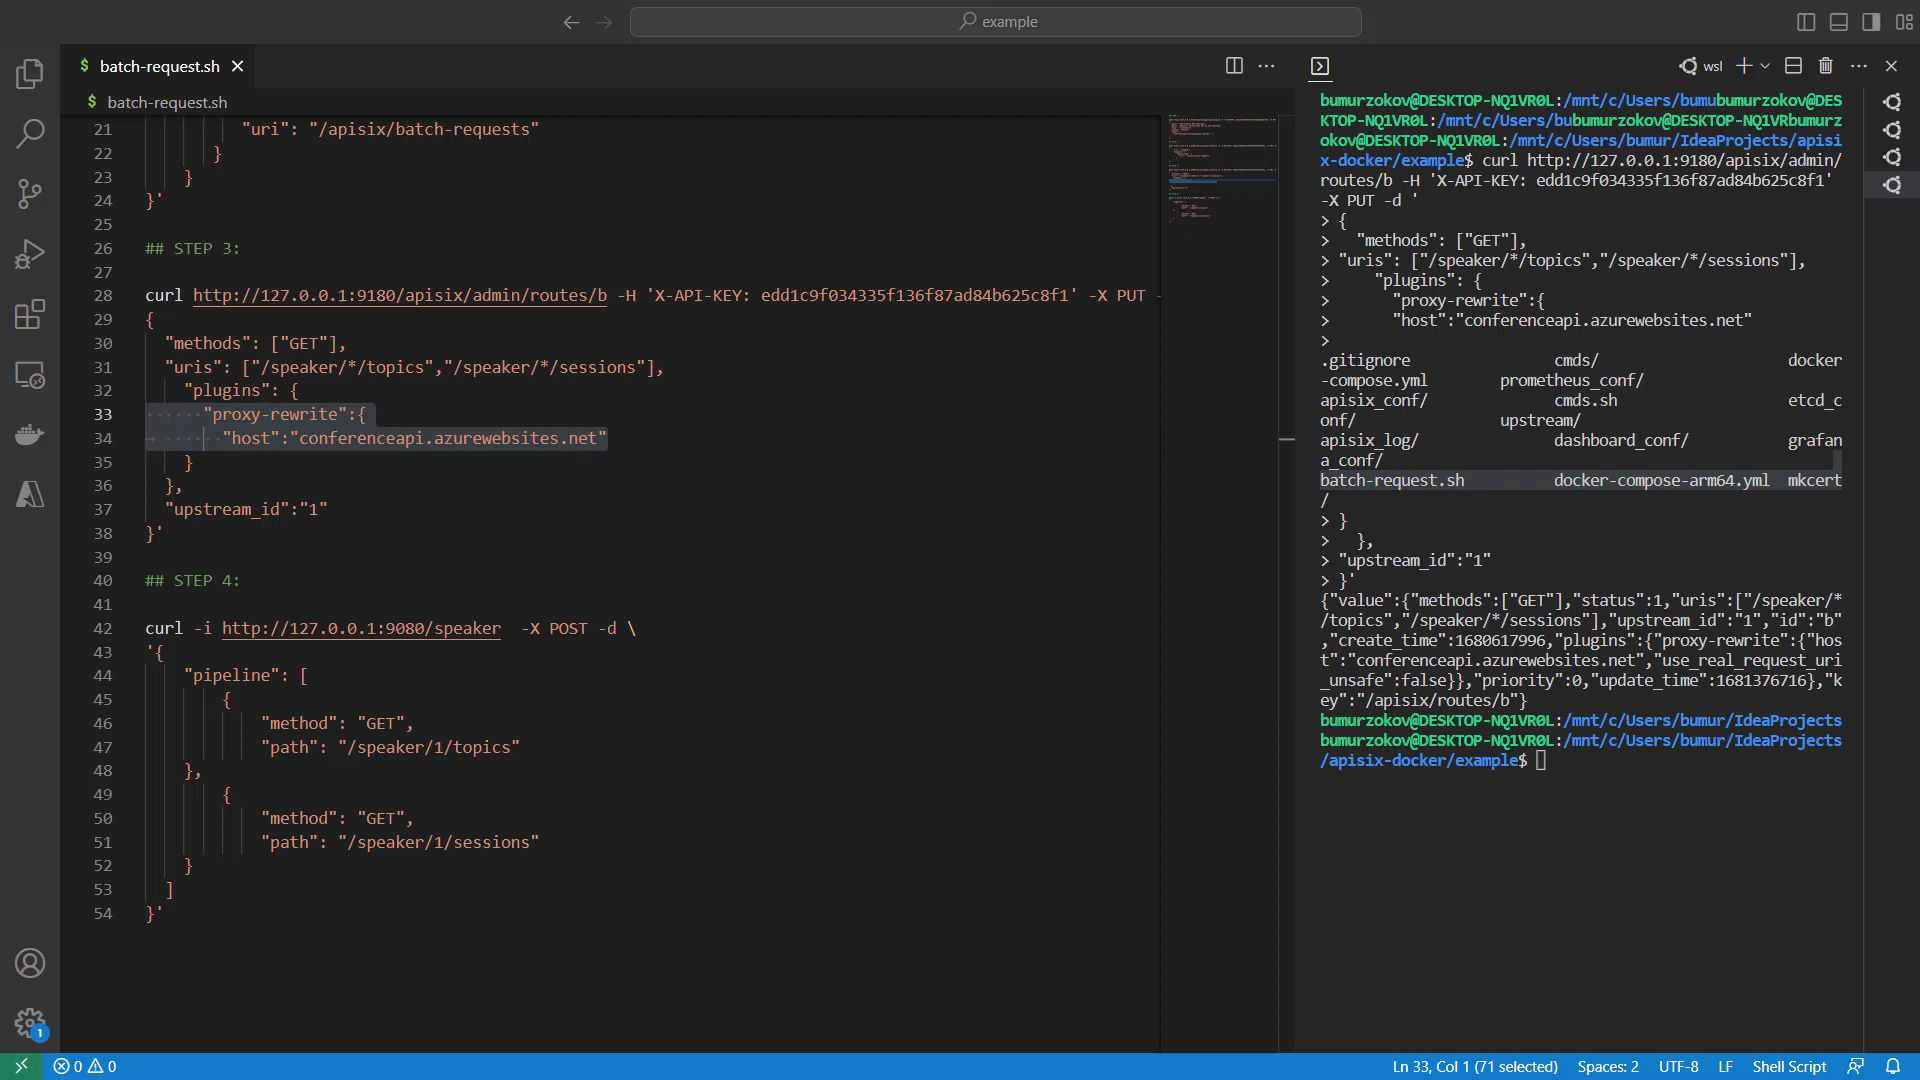 example
$ batch-request.sh
$ batch-request.sh
21 "uri": "/apisix/batch-requests"
22 }
23 }
24 }'
25
26 ## STEP 3:
27
28 curl http://127.0.0.1:9180/apisix/admin/routes/b -H 'X-API-KEY: edd1c9f034335f136f87ad84b625c8f1' -X PUT -
29 {
30 "methods": ["GET"],
31 "uris": ["/speaker/*/topics","/speaker/*/sessions"],
32 "plugins": {
33 "proxy-rewrite":{
34 "host":"conferenceapi.azurewebsites.net"
35 }
36 },
37 "upstream_id":"1"
38 }'
39
40 ## STEP 4:
41
42 curl -i http://127.0.0.1:9080/speaker -X POST -d \
43 '{
44 "pipeline": [
45 {
46 "method": "GET",
47 "path": "/speaker/1/topics"
48 },
49 {
50 "method": "GET",
51 "path": "/speaker/1/sessions"
52 }
53 ]
54 }'
wsl
bumurzokov@DESKTOP-NQ1VR0L:/mnt/c/Users/bumubumurzokov@DES
KTOP-NQ1VR0L:/mnt/c/Users/bubumurzokov@DESKTOP-NQ1VRbumurz
okov@DESKTOP-NQ1VR0L:/mnt/c/Users/bumur/IdeaProjects/apisi
x-docker/example$ curl http://127.0.0.1:9180/apisix/admin/
routes/b -H 'X-API-KEY: edd1c9f034335f136f87ad84b625c8f1'
-X PUT -d '
> {
> "methods": ["GET"],
> "uris": ["/speaker/*/topics","/speaker/*/sessions"],
> "plugins": {
> "proxy-rewrite":{
> "host":"conferenceapi.azurewebsites.net"
>
.gitignore cmds/ docker
-compose.yml prometheus_conf/
apisix_conf/ cmds.sh etcd_c
onf/ upstream/
apisix_log/ dashboard_conf/ grafan
a_conf/
batch-request.sh docker-compose-arm64.yml mkcert
/
> }
> },
> "upstream_id":"1"
> }'
{"value":{"methods":["GET"],"status":1,"uris":["/speaker/*
/topics","/speaker/*/sessions"],"upstream_id":"1","id":"b"
,"create_time":1680617996,"plugins":{"proxy-rewrite":{"hos
t":"conferenceapi.azurewebsites.net","use_real_request_uri
_unsafe":false}},"priority":0,"update_time":1681376716},"k
ey":"/apisix/routes/b"}
bumurzokov@DESKTOP-NQ1VR0L:/mnt/c/Users/bumur/IdeaProjects
bumurzokov@DESKTOP-NQ1VR0L:/mnt/c/Users/bumur/IdeaProjects
/apisix-docker/example$
1
0 0
Ln 33, Col 1 (71 selected) Spaces: 2 UTF-8 LF Shell Script